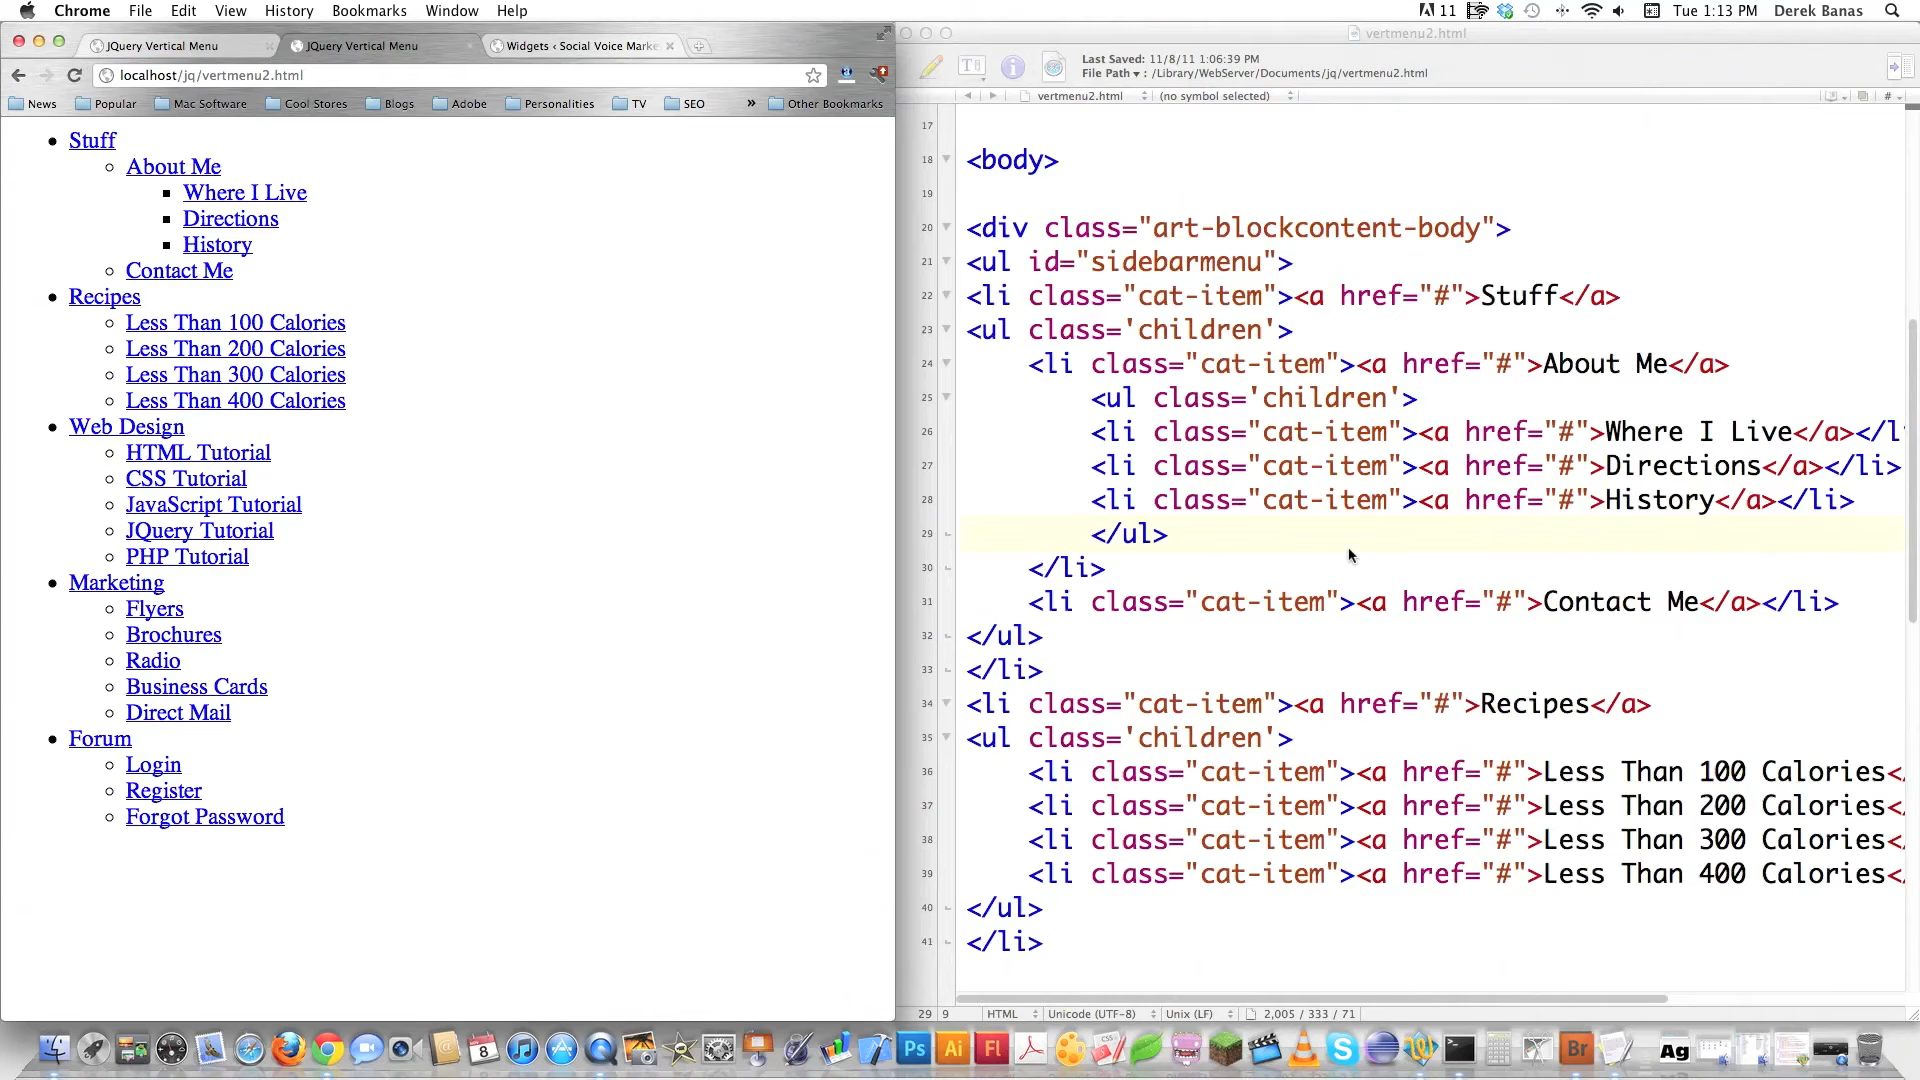 Chrome File Edit View History Bookmarks Window Help
11
Tue 1:13 PM Derek Banas
JQuery Vertical Menu
JQuery Vertical Menu
Widgets ‹ Social Voice Marke
localhost/jq/vertmenu2.html
News Popular Mac Software Cool Stores Blogs Adobe Personalities TV SEO » Other Bookmarks
Stuff
About Me
Where I Live
Directions
History
Contact Me
Recipes
Less Than 100 Calories
Less Than 200 Calories
Less Than 300 Calories
Less Than 400 Calories
Web Design
HTML Tutorial
CSS Tutorial
JavaScript Tutorial
JQuery Tutorial
PHP Tutorial
Marketing
Flyers
Brochures
Radio
Business Cards
Direct Mail
Forum
Login
Register
Forgot Password
vertmenu2.html
Last Saved: 11/8/11 1:06:39 PM
File Path ▾ : /Library/WebServer/Documents/jq/vertmenu2.html
vertmenu2.html (no symbol selected)
#
17
18 <body>
19
20 <div class="art-blockcontent-body">
21 <ul id="sidebarmenu">
22 <li class="cat-item"><a href="#">Stuff</a>
23 <ul class='children'>
24 <li class="cat-item"><a href="#">About Me</a>
25 <ul class='children'>
26 <li class="cat-item"><a href="#">Where I Live</a></l
27 <li class="cat-item"><a href="#">Directions</a></li>
28 <li class="cat-item"><a href="#">History</a></li>
29 </ul>
30 </li>
31 <li class="cat-item"><a href="#">Contact Me</a></li>
32 </ul>
33 </li>
34 <li class="cat-item"><a href="#">Recipes</a>
35 <ul class='children'>
36 <li class="cat-item"><a href="#">Less Than 100 Calories<
37 <li class="cat-item"><a href="#">Less Than 200 Calories<
38 <li class="cat-item"><a href="#">Less Than 300 Calories<
39 <li class="cat-item"><a href="#">Less Than 400 Calories<
40 </ul>
41 </li>
29 9 HTML Unicode (UTF-8) Unix (LF) 2,005 / 333 / 71
8 Ps Ai Fl Br Ag